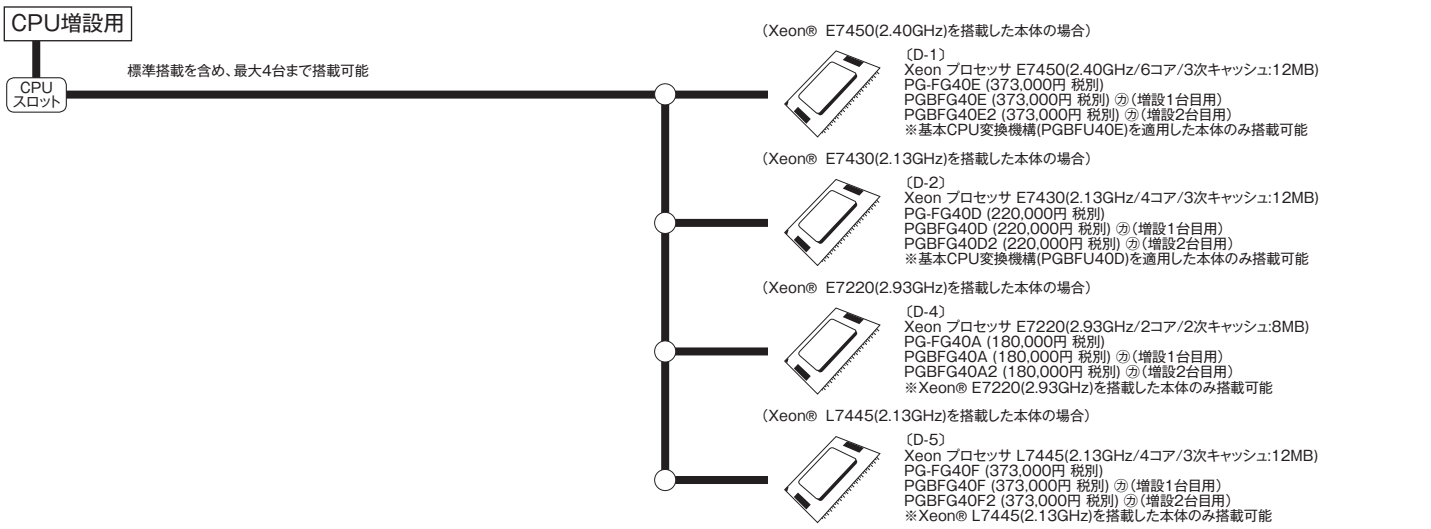 CPU増設用
CPU
スロット
標準搭載を含め、最大4台まで搭載可能
(Xeon® E7450(2.40GHz)を搭載した本体の場合)
〔D-1〕
Xeon プロセッサ E7450(2.40GHz/6コア/3次キャッシュ:12MB)
PG-FG40E (373,000円 税別)
PGBFG40E (373,000円 税別) ㋕(増設1台目用)
PGBFG40E2 (373,000円 税別) ㋕(増設2台目用)
※基本CPU変換機構(PGBFU40E)を適用した本体のみ搭載可能
(Xeon® E7430(2.13GHz)を搭載した本体の場合)
〔D-2〕
Xeon プロセッサ E7430(2.13GHz/4コア/3次キャッシュ:12MB)
PG-FG40D (220,000円 税別)
PGBFG40D (220,000円 税別) ㋕(増設1台目用)
PGBFG40D2 (220,000円 税別) ㋕(増設2台目用)
※基本CPU変換機構(PGBFU40D)を適用した本体のみ搭載可能
(Xeon® E7220(2.93GHz)を搭載した本体の場合)
〔D-4〕
Xeon プロセッサ E7220(2.93GHz/2コア/2次キャッシュ:8MB)
PG-FG40A (180,000円 税別)
PGBFG40A (180,000円 税別) ㋕(増設1台目用)
PGBFG40A2 (180,000円 税別) ㋕(増設2台目用)
※Xeon® E7220(2.93GHz)を搭載した本体のみ搭載可能
(Xeon® L7445(2.13GHz)を搭載した本体の場合)
〔D-5〕
Xeon プロセッサ L7445(2.13GHz/4コア/3次キャッシュ:12MB)
PG-FG40F (373,000円 税別)
PGBFG40F (373,000円 税別) ㋕(増設1台目用)
PGBFG40F2 (373,000円 税別) ㋕(増設2台目用)
※Xeon® L7445(2.13GHz)を搭載した本体のみ搭載可能